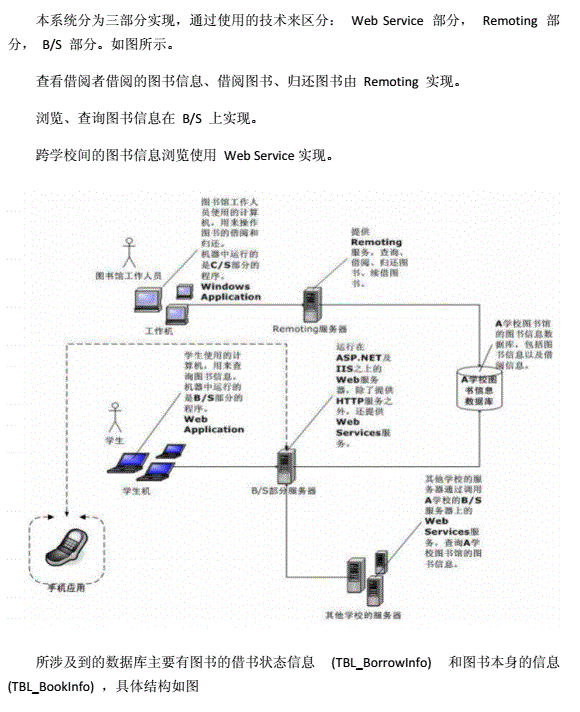 本系统分为三部分实现，通过使用的技术来区分： Web Service 部分， Remoting 部
分， B/S 部分。如图所示。
查看借阅者借阅的图书信息、借阅图书、归还图书由 Remoting 实现。
浏览、查询图书信息在 B/S 上实现。
跨学校间的图书信息浏览使用 Web Service 实现。
图书馆工作人
员使用的计算
机，用来操作
图书的借阅和
归还。
机器中运行的
是C/S部分的
程序。
Windows
Application
图书馆工作人员
工作机
提供
Remoting
服务，查询、
借阅、归还图
书、续借图
书。
Remoting服务器
A学校图书馆
的图书信息数
据库，包括图
书信息以及借
阅信息。
A学校图
书信息
数据库
学生使用的计
算机，用来查
询图书信息。
机器中运行的
是B/S部分的
程序。
Web
Application
学生
学生机
运行在
ASP.NET及
IIS之上的
Web服务
器，除了提供
HTTP服务之
外，还提供
Web
Services服
务。
B/S部分服务器
其他学校的服
务器通过调用
A学校的B/S
服务器上的
Web
Services服
务，查询A学
校图书馆的图
书信息。
手机应用
其他学校的服务器
所涉及到的数据库主要有图书的借书状态信息 (TBL_BorrowInfo) 和图书本身的信息
(TBL_BookInfo) ，具体结构如图